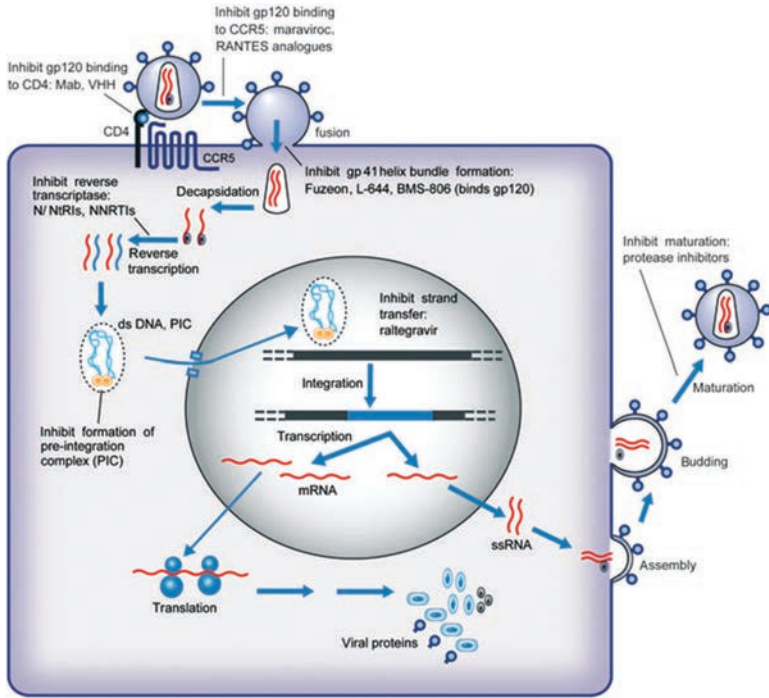 Inhibit gp120 binding
to CCR5: maraviroc,
RANTES analogues
Inhibit gp120 binding
to CD4: Mab, VHH
CD4
CCR5
fusion
Inhibit gp41 helix bundle formation:
Fuzeon, L-644, BMS-806 (binds gp120)
Decapsidation
Inhibit reverse
transcriptase:
N/ NtRIs, NNRTIs
Reverse
transcription
ds DNA, PIC
Inhibit formation of
pre-integration
complex (PIC)
Inhibit strand
transfer:
raltegravir
Integration
Transcription
mRNA
ssRNA
Translation
Viral proteins
Inhibit maturation:
protease inhibitors
Maturation
Budding
Assembly